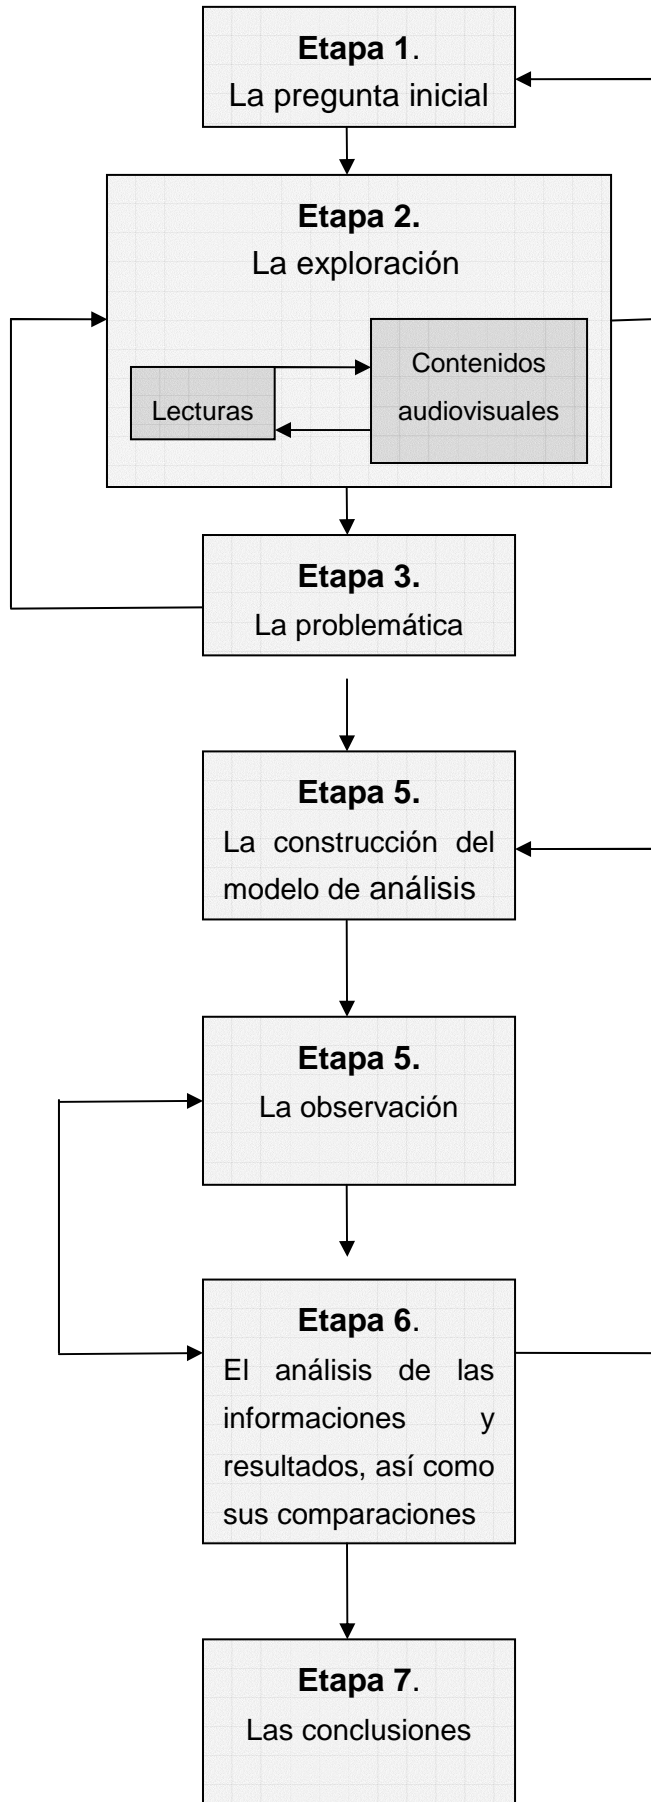 Etapa 1.
La pregunta inicial
Etapa 2.
La exploración
Lecturas
Contenidos
audiovisuales
Etapa 3.
La problemática
Etapa 5.
La construcción del
modelo de análisis
Etapa 5.
La observación
Etapa 6.
El análisis de las
informaciones y
resultados, así como
sus comparaciones
Etapa 7.
Las conclusiones